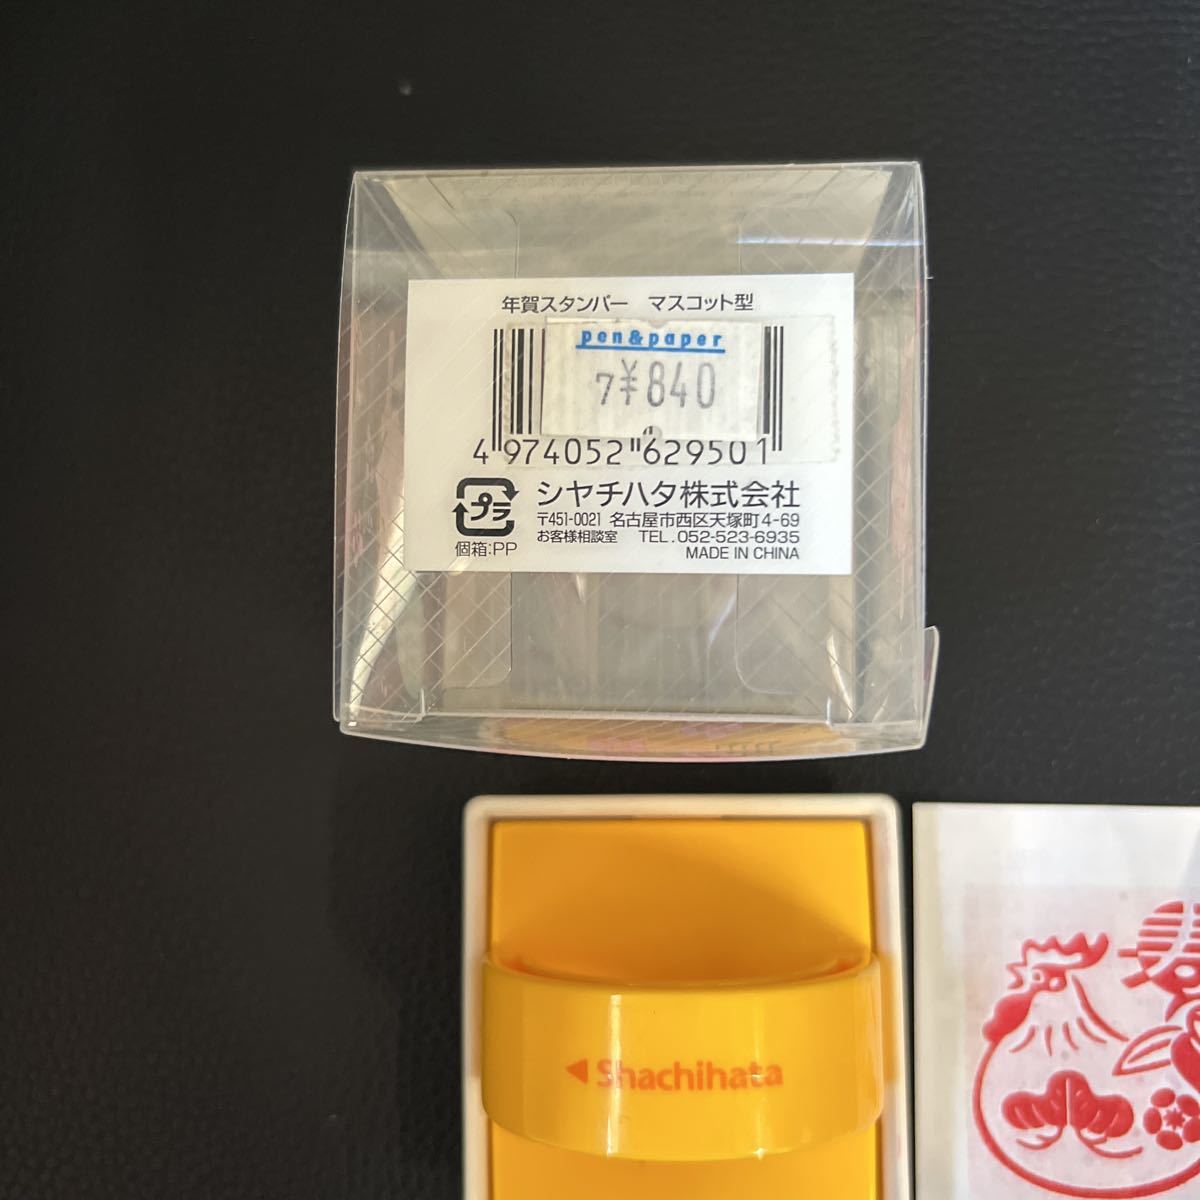 年賀スタンパー　マスコット型
pen&paper
7¥840
4 974052 629501
シヤチハタ株式会社
〒451-0021 名古屋市西区天塚町4-69
お客様相談室　TEL.052-523-6935
MADE IN CHINA
プラ
個箱:PP
◀Shachihata